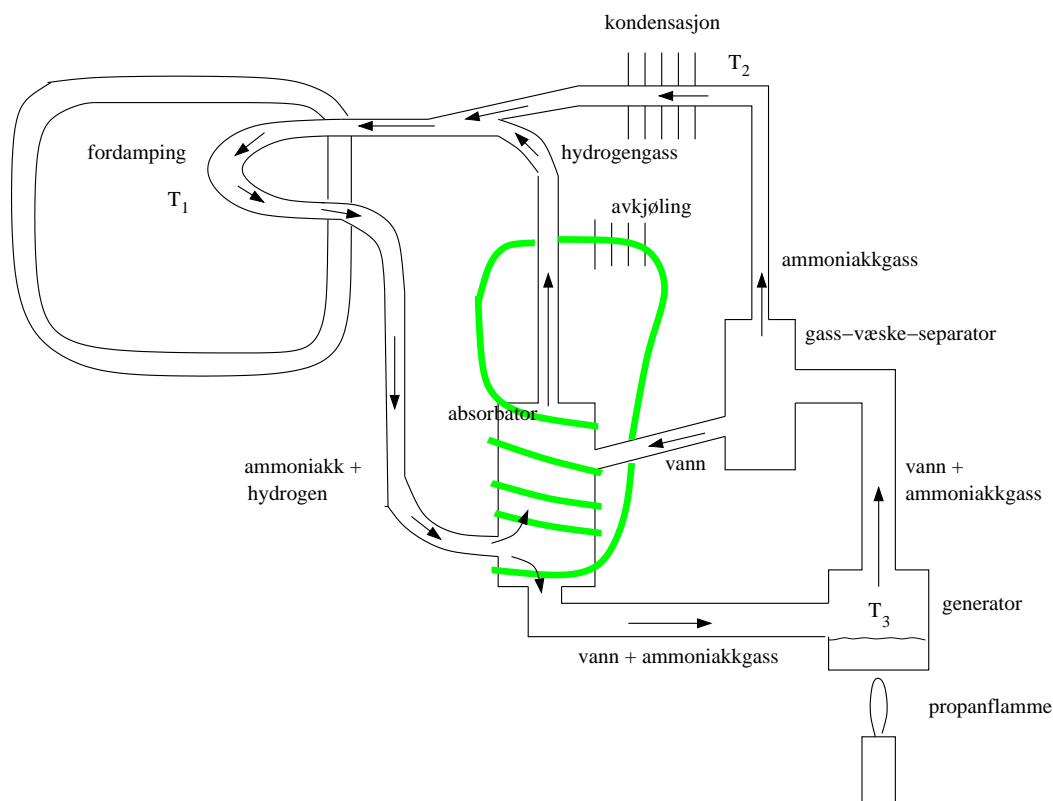 kondensasjon
T2
fordamping
hydrogengass
T1
avkjøling
ammoniakkgass
gass−væske−separator
absorbator
ammoniakk +
hydrogen
vann
vann +
ammoniakkgass
T3
generator
vann + ammoniakkgass
propanflamme